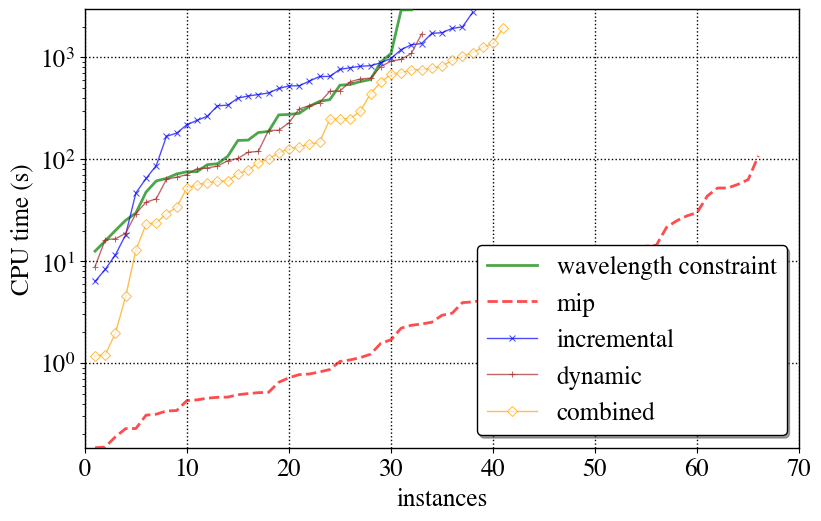 10³
10²
10¹
10⁰
CPU time (s)
wavelength constraint
mip
incremental
dynamic
combined
0 10 20 30 40 50 60 70
instances